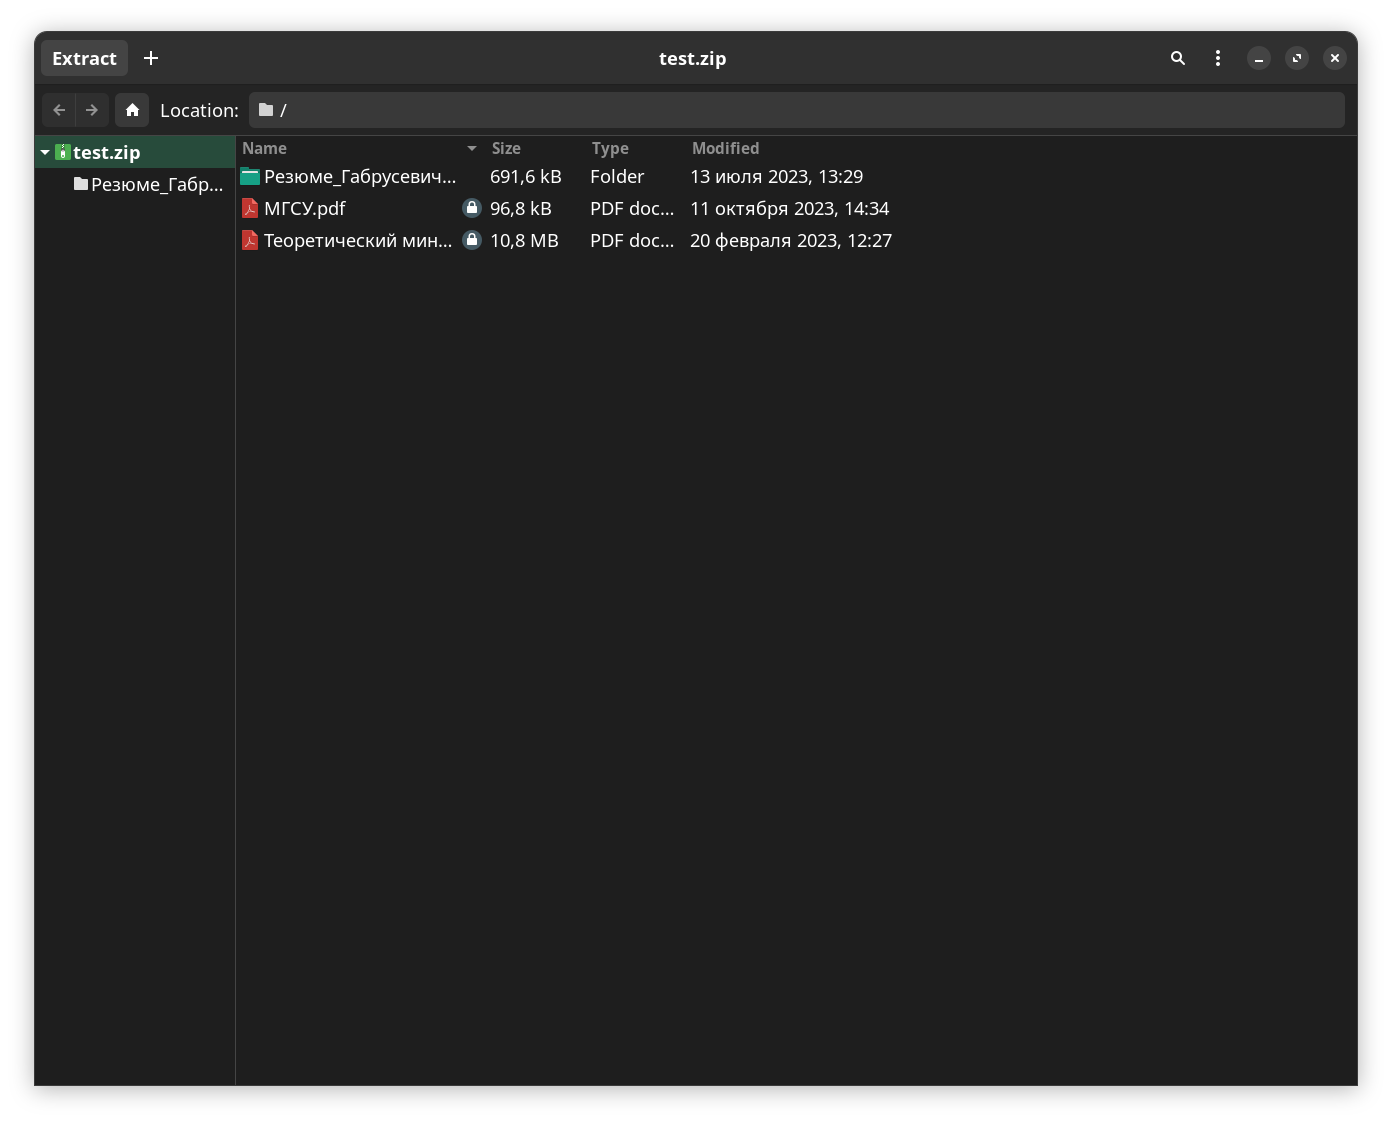 Extract
test.zip
Location: /
test.zip
Резюме_Габр...
Name Size Type Modified
Резюме_Габрусевич... 691,6 kB Folder 13 июля 2023, 13:29
МГСУ.pdf 96,8 kB PDF doc... 11 октября 2023, 14:34
Теоретический мин... 10,8 MB PDF doc... 20 февраля 2023, 12:27